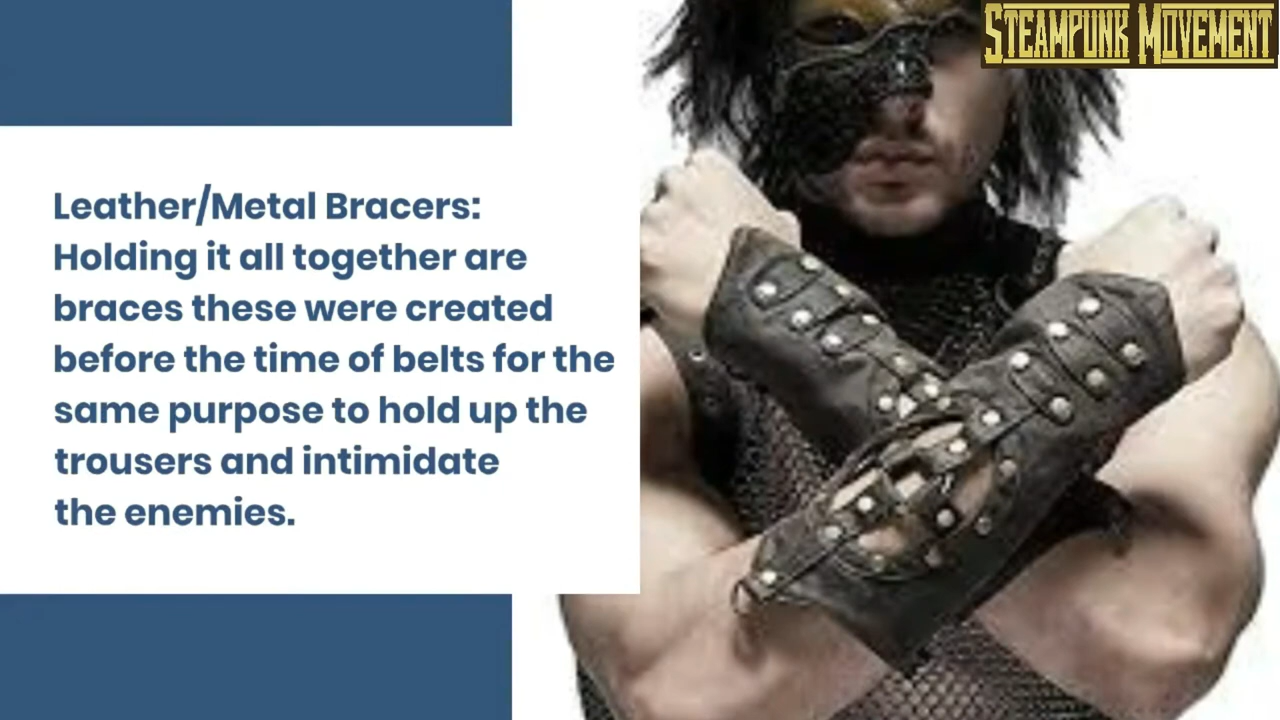 STEAMPUNK MOVEMENT
Leather/Metal Bracers:
Holding it all together are
braces these were created
before the time of belts for the
same purpose to hold up the
trousers and intimidate
the enemies.